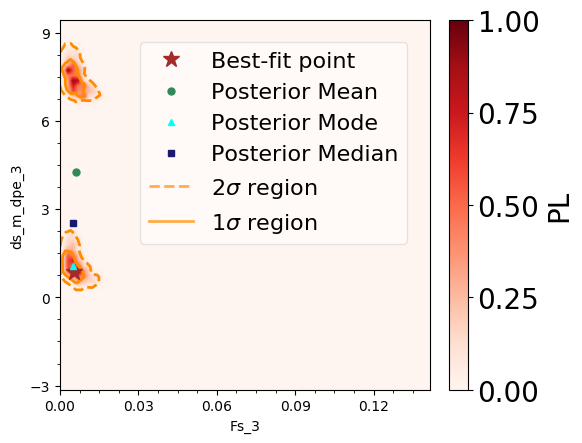 9
6
3
0
−3
ds_m_dpe_3
0.00
0.03
0.06
0.09
0.12
Fs_3
Best-fit point
Posterior Mean
Posterior Mode
Posterior Median
2σ region
1σ region
1.00
0.75
0.50
0.25
0.00
PL